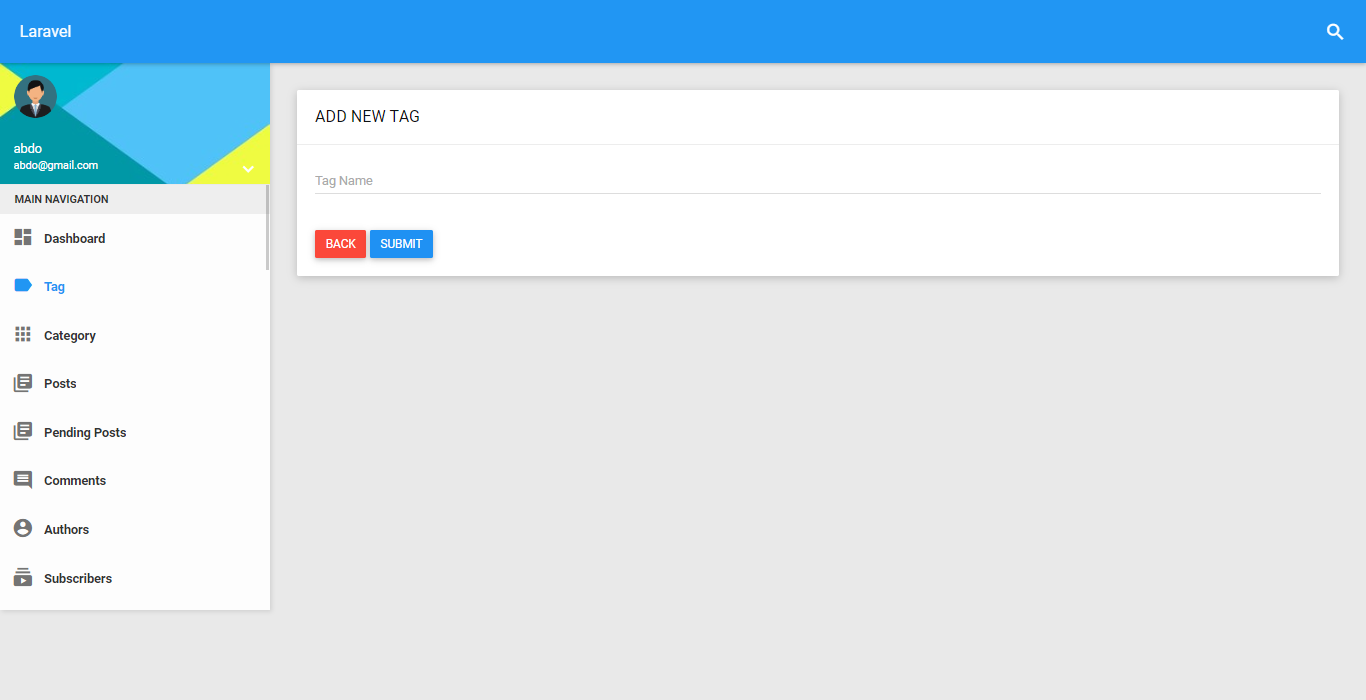 Laravel
abdo
abdo@gmail.com
MAIN NAVIGATION
Dashboard
Tag
Category
Posts
Pending Posts
Comments
Authors
Subscribers
ADD NEW TAG
Tag Name
BACK SUBMIT